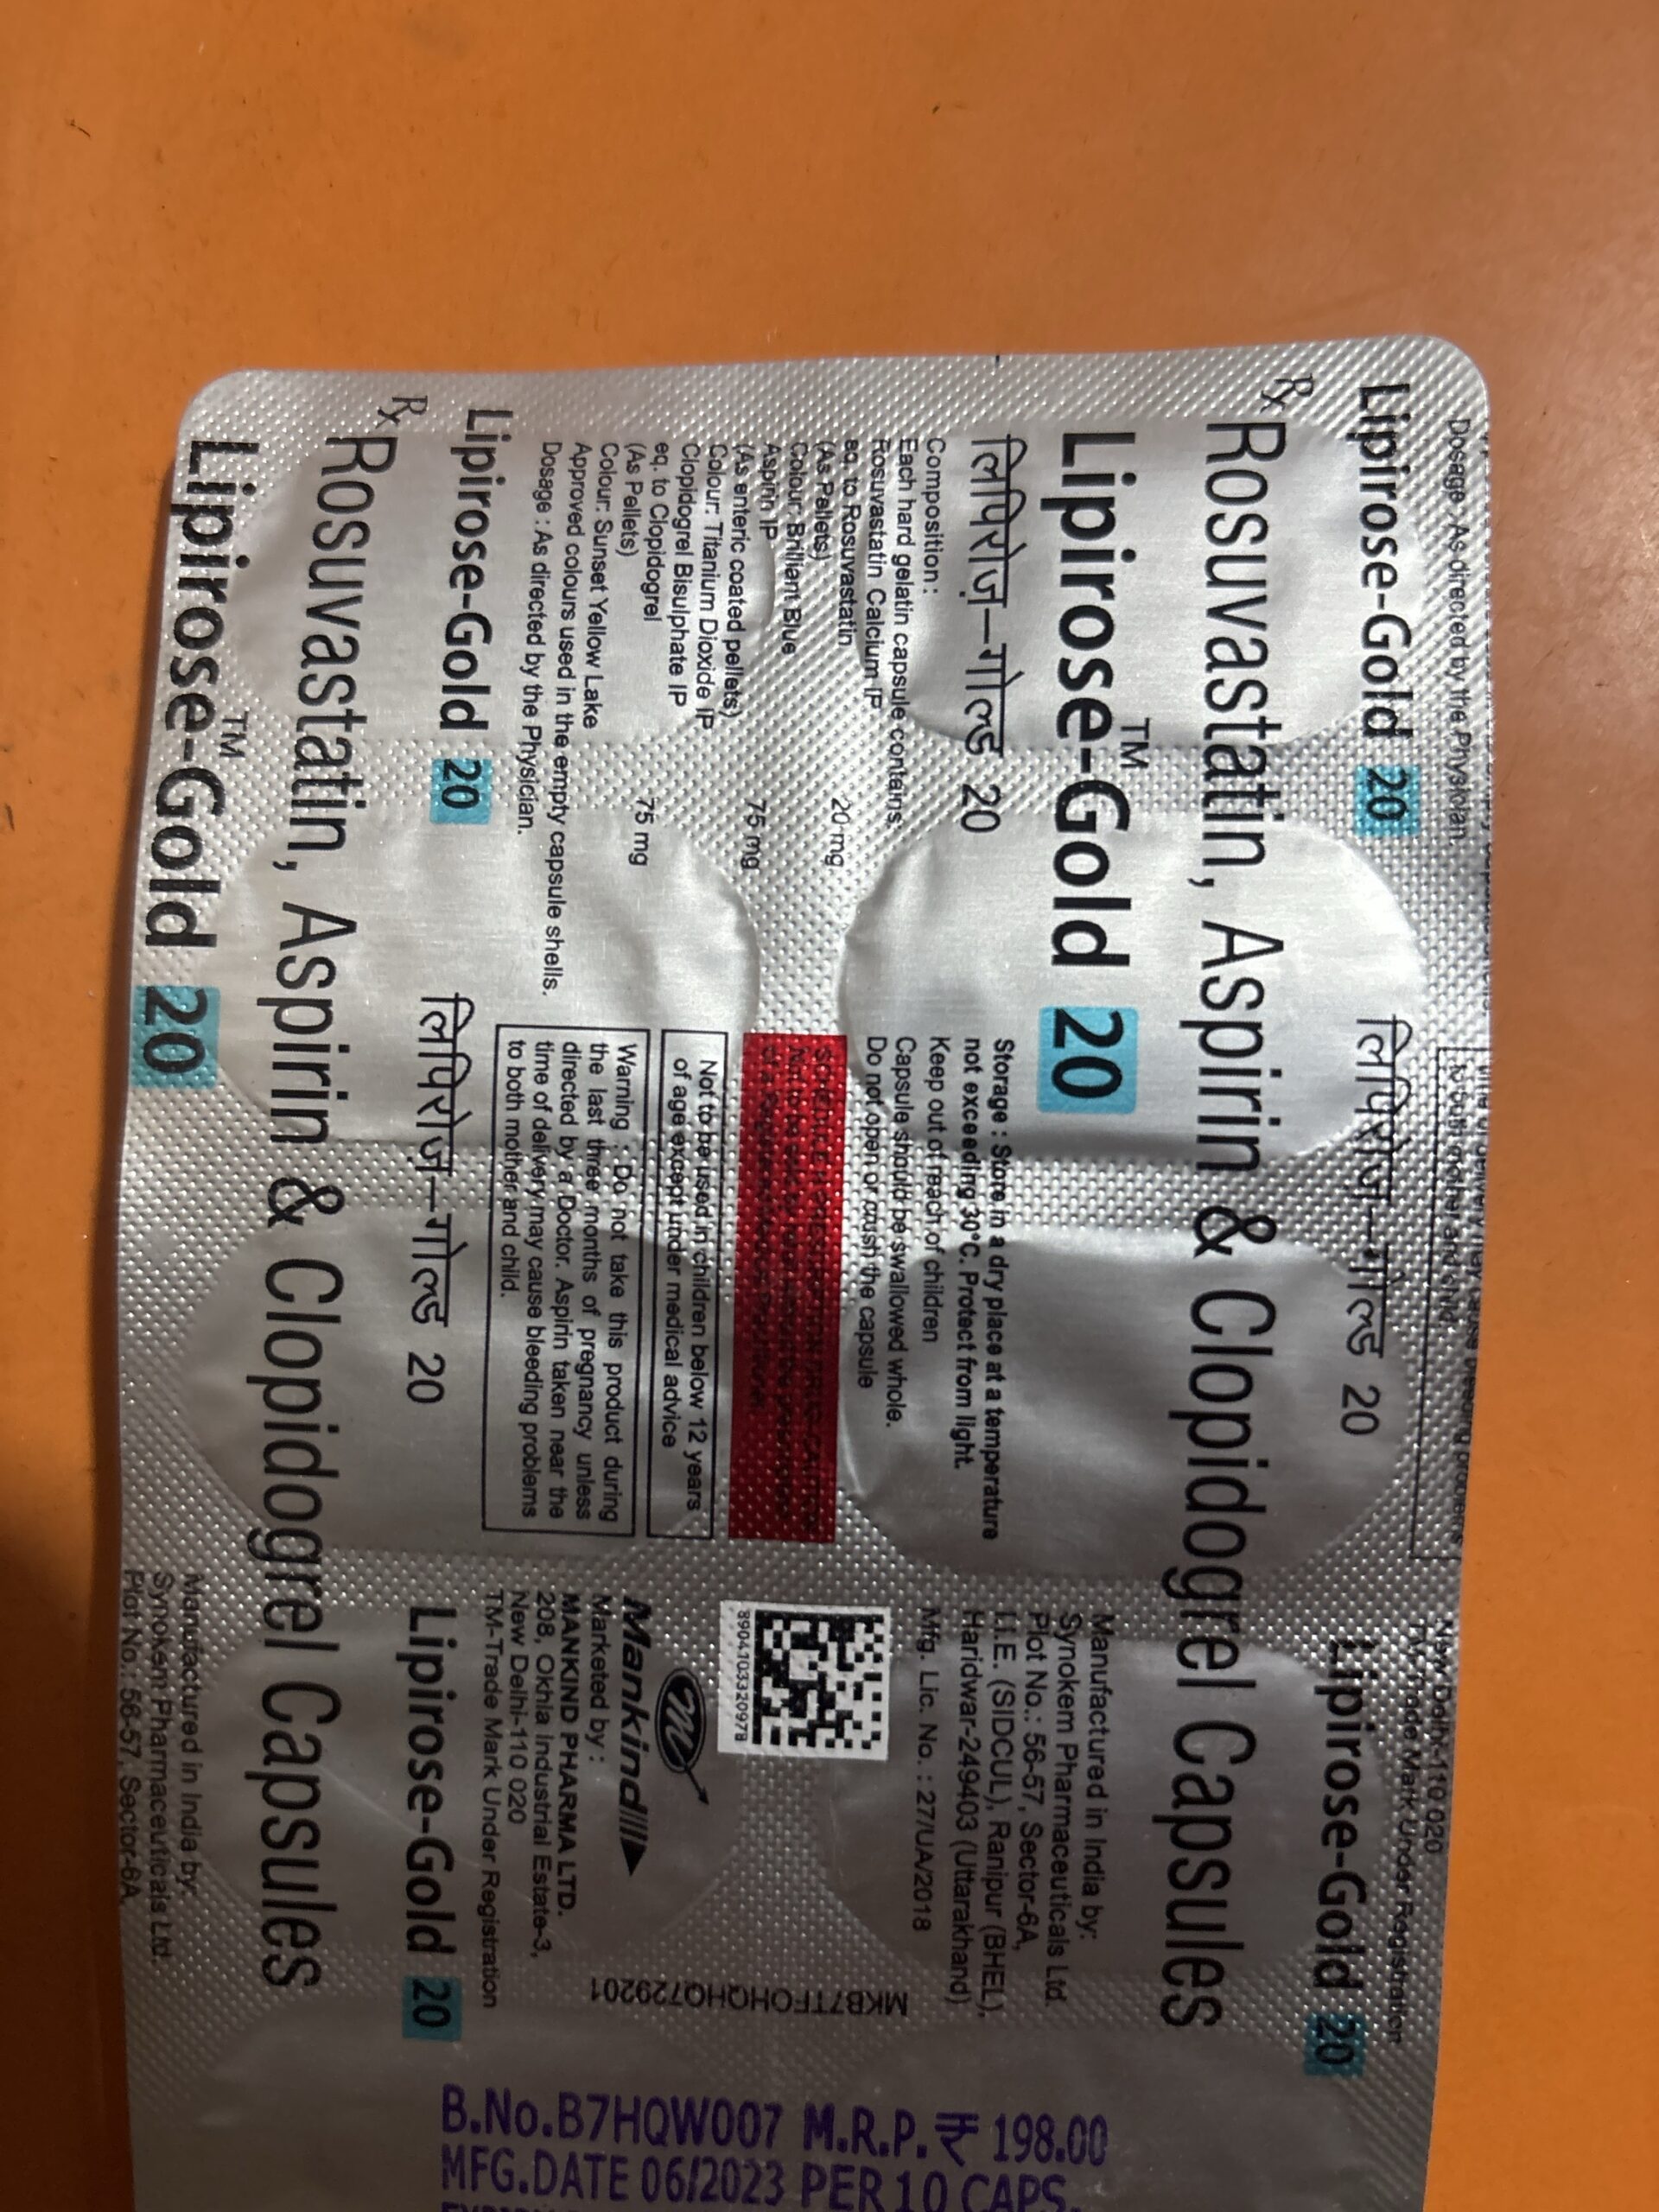 Dosage : As directed by the Physician.
to both mother and child.
New Delhi-110 020
TM-Trade Mark Under Registration
Lipirose-Gold 20
लिपिरोज़-गोल्ड 20
Lipirose-Gold 20
Rx
Rosuvastatin, Aspirin & Clopidogrel Capsules
Lipirose-Gold™ 20
लिपिरोज़-गोल्ड 20
Composition :
Each hard gelatin capsule contains:
Rosuvastatin Calcium IP
eq. to Rosuvastatin 20 mg
(As Pellets)
Colour: Brilliant Blue
Aspirin IP 75 mg
(As enteric coated pellets)
Colour: Titanium Dioxide IP
Clopidogrel Bisulphate IP
eq. to Clopidogrel 75 mg
(As Pellets)
Colour: Sunset Yellow Lake
Approved colours used in the empty capsule shells.
Dosage : As directed by the Physician.
Storage : Store in a dry place at a temperature
not exceeding 30°C. Protect from light.
Keep out of reach of children
Capsule should be swallowed whole.
Do not open or crush the capsule
Not to be used in children below 12 years
of age except under medical advice
Warning : Do not take this product during
the last three months of pregnancy unless
directed by a Doctor. Aspirin taken near the
time of delivery may cause bleeding problems
to both mother and child.
Manufactured in India by:
Synokem Pharmaceuticals Ltd.
Plot No.: 56-57, Sector-6A,
I.I.E. (SIDCUL), Ranipur (BHEL),
Haridwar-249403 (Uttarakhand)
Mfg. Lic. No. : 27/UA/2018
8904103320978
Mankind
Marketed by :
MANKIND PHARMA LTD.
208, Okhla Industrial Estate-3,
New Delhi-110 020
TM-Trade Mark Under Registration
MKB7TFOHQHQ729201
Lipirose-Gold 20
लिपिरोज़-गोल्ड 20
Lipirose-Gold 20
Rx
Rosuvastatin, Aspirin & Clopidogrel Capsules
Lipirose-Gold™ 20
Manufactured in India by:
Synokem Pharmaceuticals Ltd.
Plot No.: 56-57, Sector-6A
B.No.B7HQW007 M.R.P.₹ 198.00
MFG.DATE 06/2023 PER 10 CAPS.